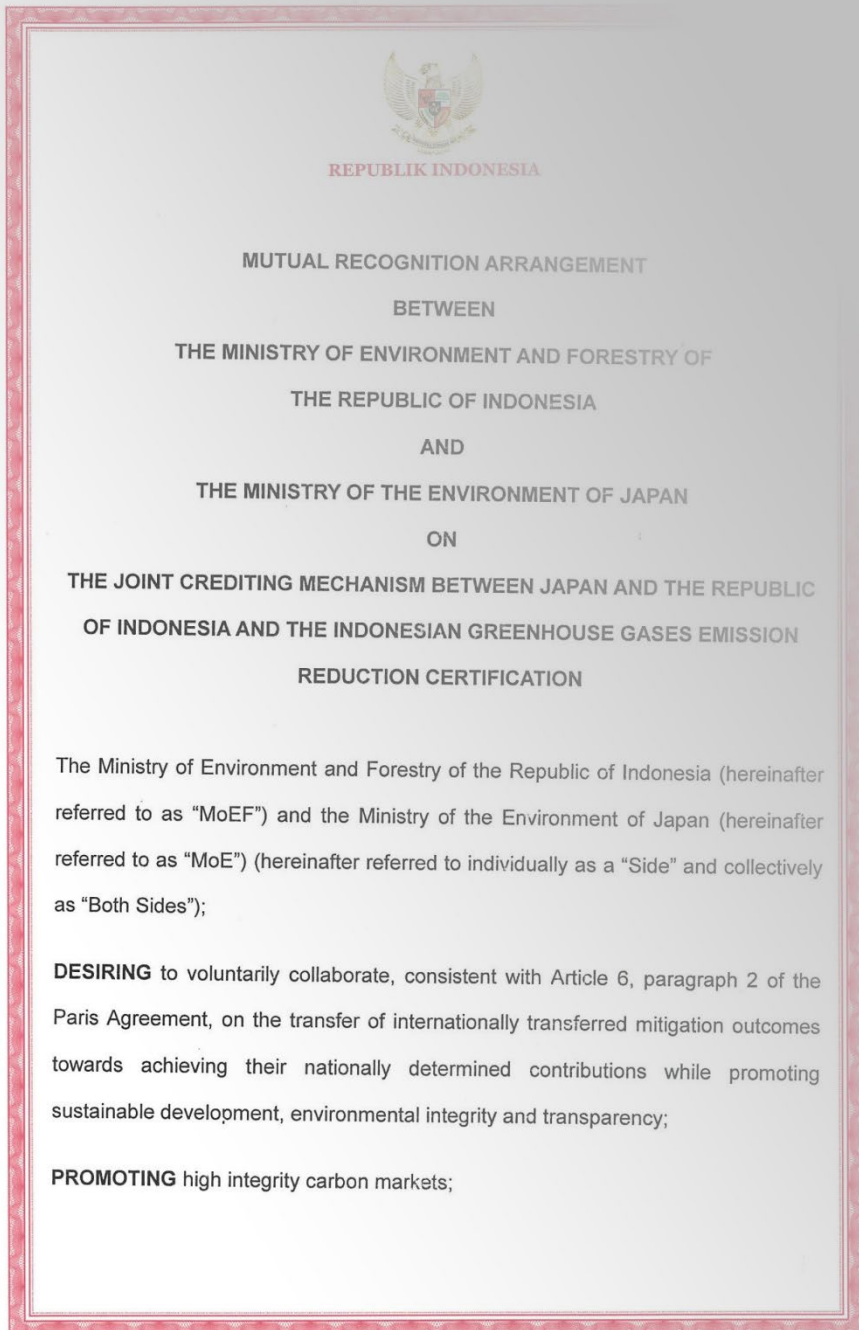 REPUBLIK INDONESIA
MUTUAL RECOGNITION ARRANGEMENT
BETWEEN
THE MINISTRY OF ENVIRONMENT AND FORESTRY OF
THE REPUBLIC OF INDONESIA
AND
THE MINISTRY OF THE ENVIRONMENT OF JAPAN
ON
THE JOINT CREDITING MECHANISM BETWEEN JAPAN AND THE REPUBLIC
OF INDONESIA AND THE INDONESIAN GREENHOUSE GASES EMISSION
REDUCTION CERTIFICATION
The Ministry of Environment and Forestry of the Republic of Indonesia (hereinafter
referred to as “MoEF”) and the Ministry of the Environment of Japan (hereinafter
referred to as “MoE”) (hereinafter referred to individually as a “Side” and collectively
as “Both Sides”);
DESIRING to voluntarily collaborate, consistent with Article 6, paragraph 2 of the
Paris Agreement, on the transfer of internationally transferred mitigation outcomes
towards achieving their nationally determined contributions while promoting
sustainable development, environmental integrity and transparency;
PROMOTING high integrity carbon markets;